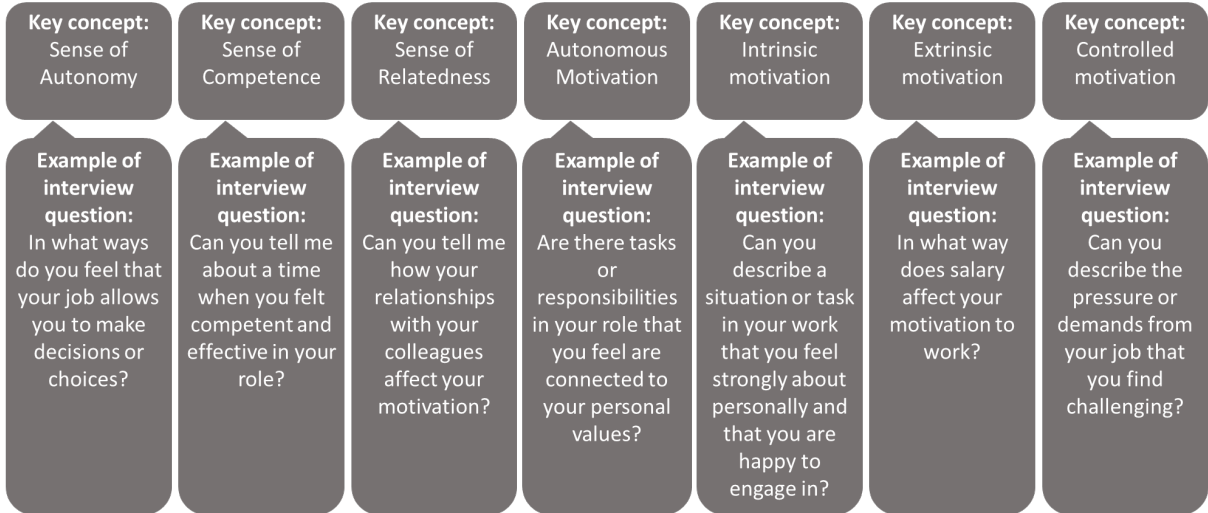 Key concept:
Sense of
Autonomy
Key concept:
Sense of
Competence
Key concept:
Sense of
Relatedness
Key concept:
Autonomous
Motivation
Key concept:
Intrinsic
motivation
Key concept:
Extrinsic
motivation
Key concept:
Controlled
motivation
Example of
interview
question:
In what ways
do you feel that
your job allows
you to make
decisions or
choices?
Example of
interview
question:
Can you tell me
about a time
when you felt
competent and
effective in your
role?
Example of
interview
question:
Can you tell me
how your
relationships
with your
colleagues
affect your
motivation?
Example of
interview
question:
Are there tasks
or
responsibilities
in your role that
you feel are
connected to
your personal
values?
Example of
interview
question:
Can you
describe a
situation or task
in your work
that you feel
strongly about
personally and
that you are
happy to
engage in?
Example of
interview
question:
In what way
does salary
affect your
motivation to
work?
Example of
interview
question:
Can you
describe the
pressure or
demands from
your job that
you find
challenging?